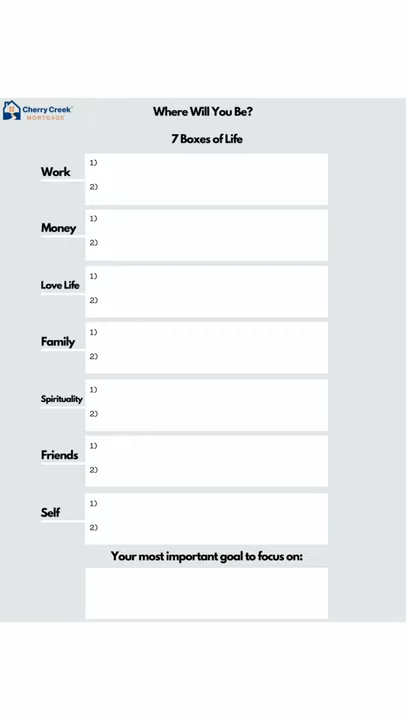 Cherry Creek
MORTGAGE
Where Will You Be?
7 Boxes of Life
Work
1)
2)
Money
1)
2)
Love Life
1)
2)
Family
1)
2)
Spirituality
1)
2)
Friends
1)
2)
Self
1)
2)
Your most important goal to focus on: